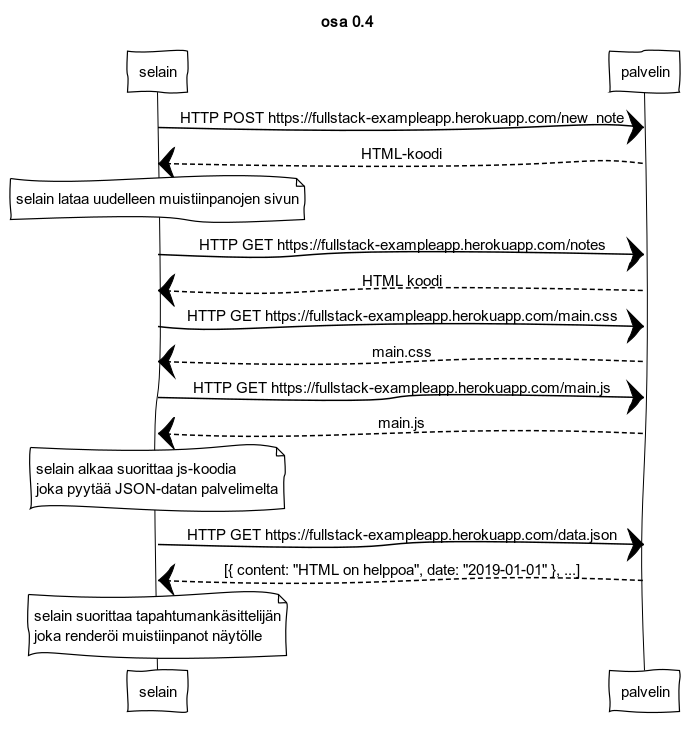 osa 0.4
selain
palvelin
HTTP POST https://fullstack-exampleapp.herokuapp.com/new_note
HTML-koodi
selain lataa uudelleen muistiinpanojen sivun
HTTP GET https://fullstack-exampleapp.herokuapp.com/notes
HTML koodi
HTTP GET https://fullstack-exampleapp.herokuapp.com/main.css
main.css
HTTP GET https://fullstack-exampleapp.herokuapp.com/main.js
main.js
selain alkaa suorittaa js-koodia
joka pyytää JSON-datan palvelimelta
HTTP GET https://fullstack-exampleapp.herokuapp.com/data.json
[{ content: "HTML on helppoa", date: "2019-01-01" }, ...]
selain suorittaa tapahtumankäsittelijän
joka renderöi muistiinpanot näytölle
selain
palvelin